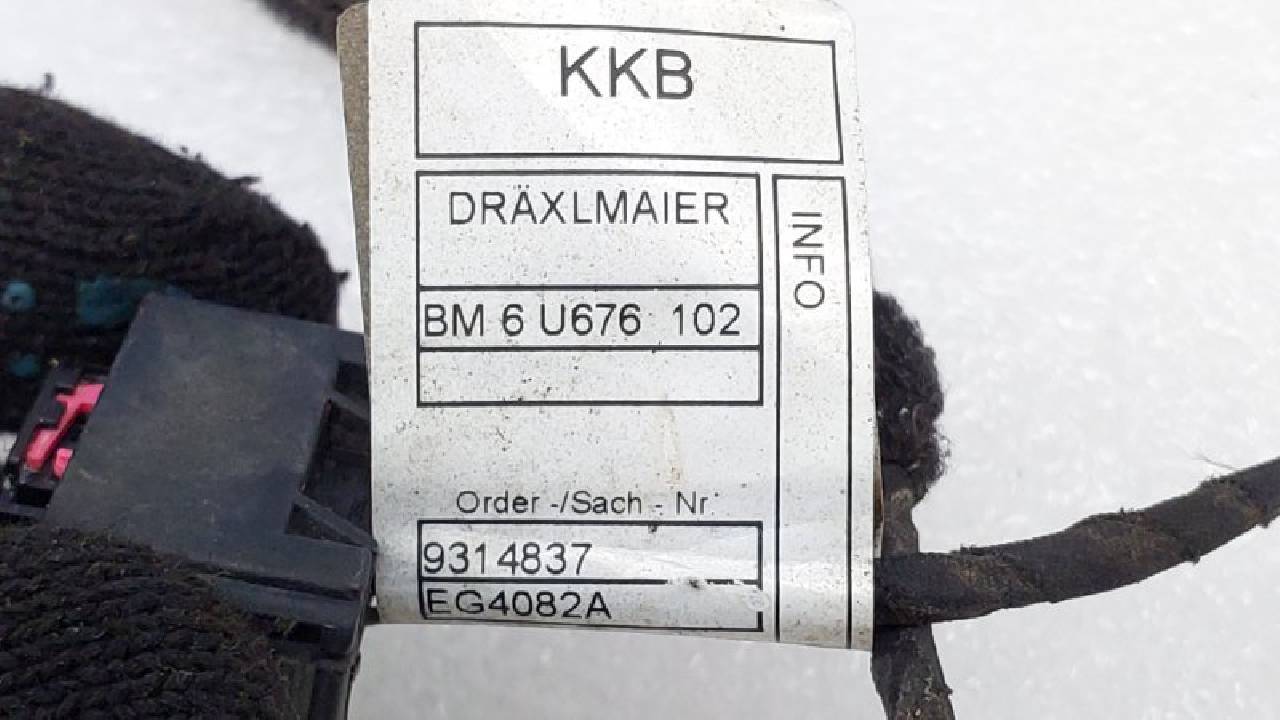 KKB
DRÄXLMAIER
INFO
BM 6 U676 102
Order -/Sach - Nr
9314837
EG4082A